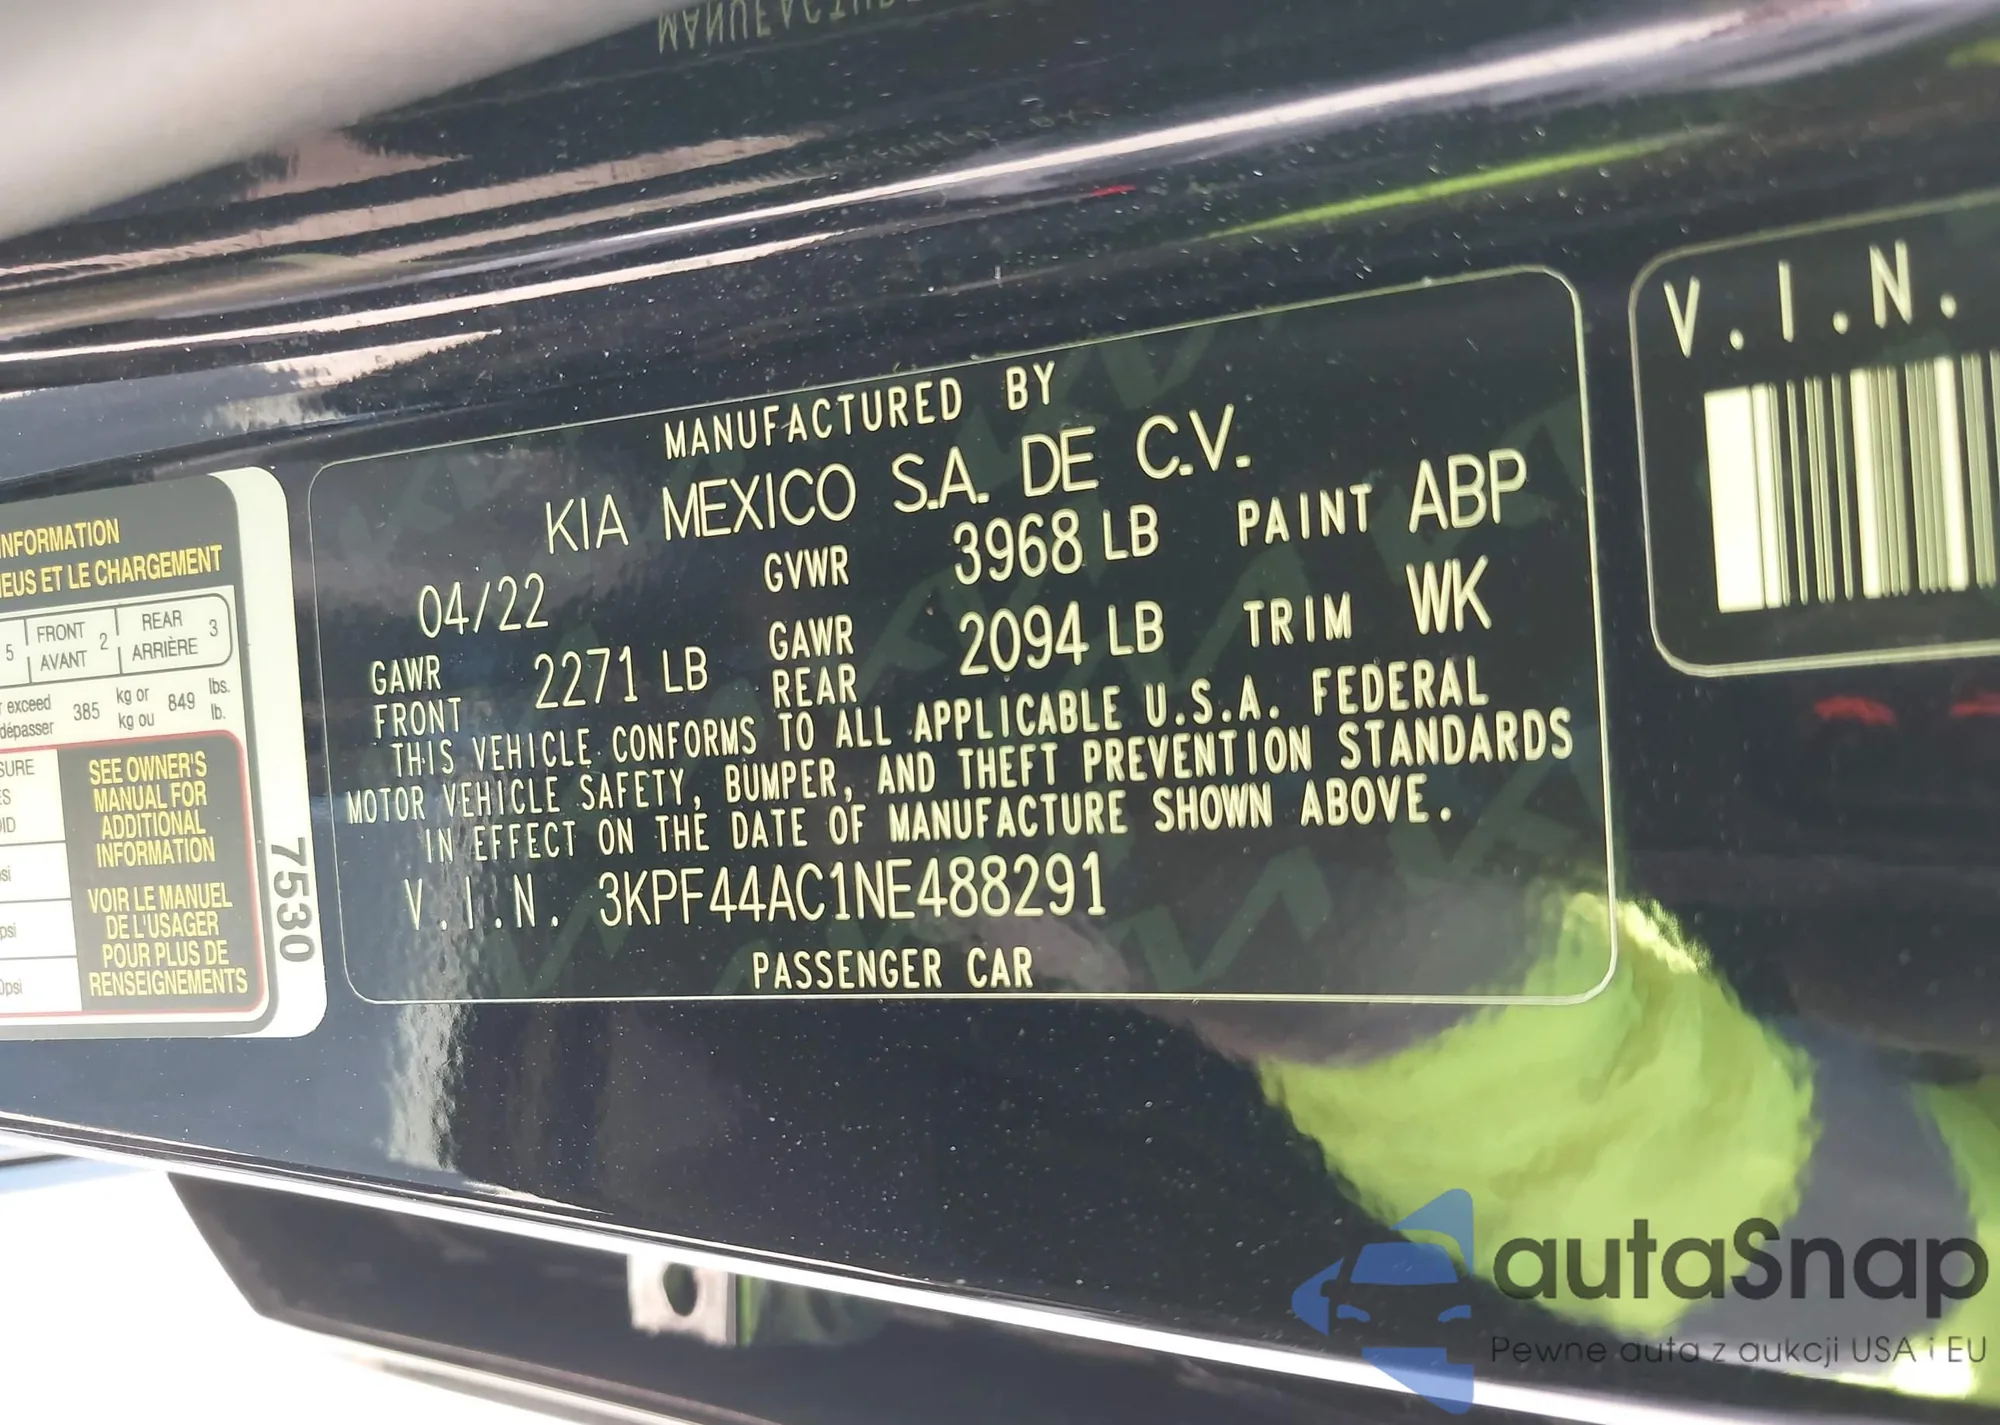 MANUFACTURED BY
KIA MEXICO S.A. DE C.V.
04/22 GVWR 3968 LB PAINT ABP
GAWR FRONT 2271 LB GAWR REAR 2094 LB TRIM WK
THIS VEHICLE CONFORMS TO ALL APPLICABLE U.S.A. FEDERAL
MOTOR VEHICLE SAFETY, BUMPER, AND THEFT PREVENTION STANDARDS
IN EFFECT ON THE DATE OF MANUFACTURE SHOWN ABOVE.
V.I.N. 3KPF44AC1NE488291
PASSENGER CAR
V.I.N.
INFORMATION
ET LE CHARGEMENT
5 FRONT AVANT 2 REAR ARRIÈRE 3
exceed
dépasser 385 kg or kg ou 849 lbs. lb.
SEE OWNER'S
MANUAL FOR
ADDITIONAL
INFORMATION
VOIR LE MANUEL
DE L'USAGER
POUR PLUS DE
RENSEIGNEMENTS
7530
autaSnap
Pewne auta z aukcji USA i EU